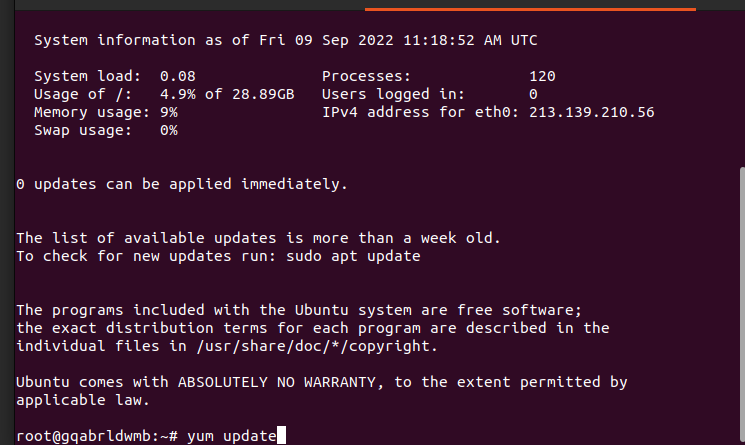 System information as of Fri 09 Sep 2022 11:18:52 AM UTC
System load:  0.08              Processes:             120
Usage of /:   4.9% of 28.89GB   Users logged in:       0
Memory usage: 9%                IPv4 address for eth0: 213.139.210.56
Swap usage:   0%
0 updates can be applied immediately.
The list of available updates is more than a week old.
To check for new updates run: sudo apt update
The programs included with the Ubuntu system are free software;
the exact distribution terms for each program are described in the
individual files in /usr/share/doc/*/copyright.
Ubuntu comes with ABSOLUTELY NO WARRANTY, to the extent permitted by
applicable law.
root@gqabrldwmb:~# yum update